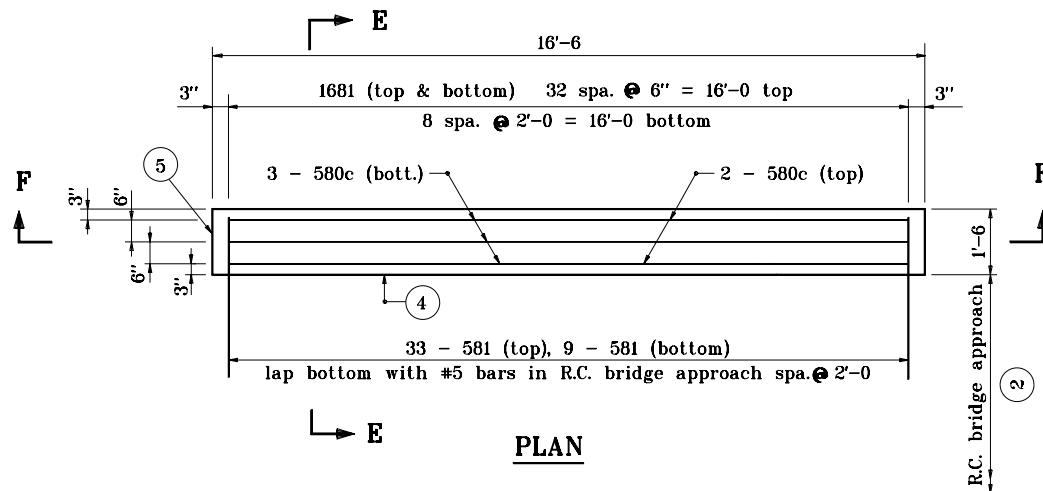 E
16'-6
3" 1681 (top & bottom) 32 spa. @ 6" = 16'-0 top 3"
8 spa. @ 2'-0 = 16'-0 bottom
5
F
3 - 580c (bott.) 2 - 580c (top)
F
3"
6"
6"
3"
1'-6
4
33 - 581 (top), 9 - 581 (bottom)
lap bottom with #5 bars in R.C. bridge approach spa.@ 2'-0
R.C. bridge approach
2
E
PLAN